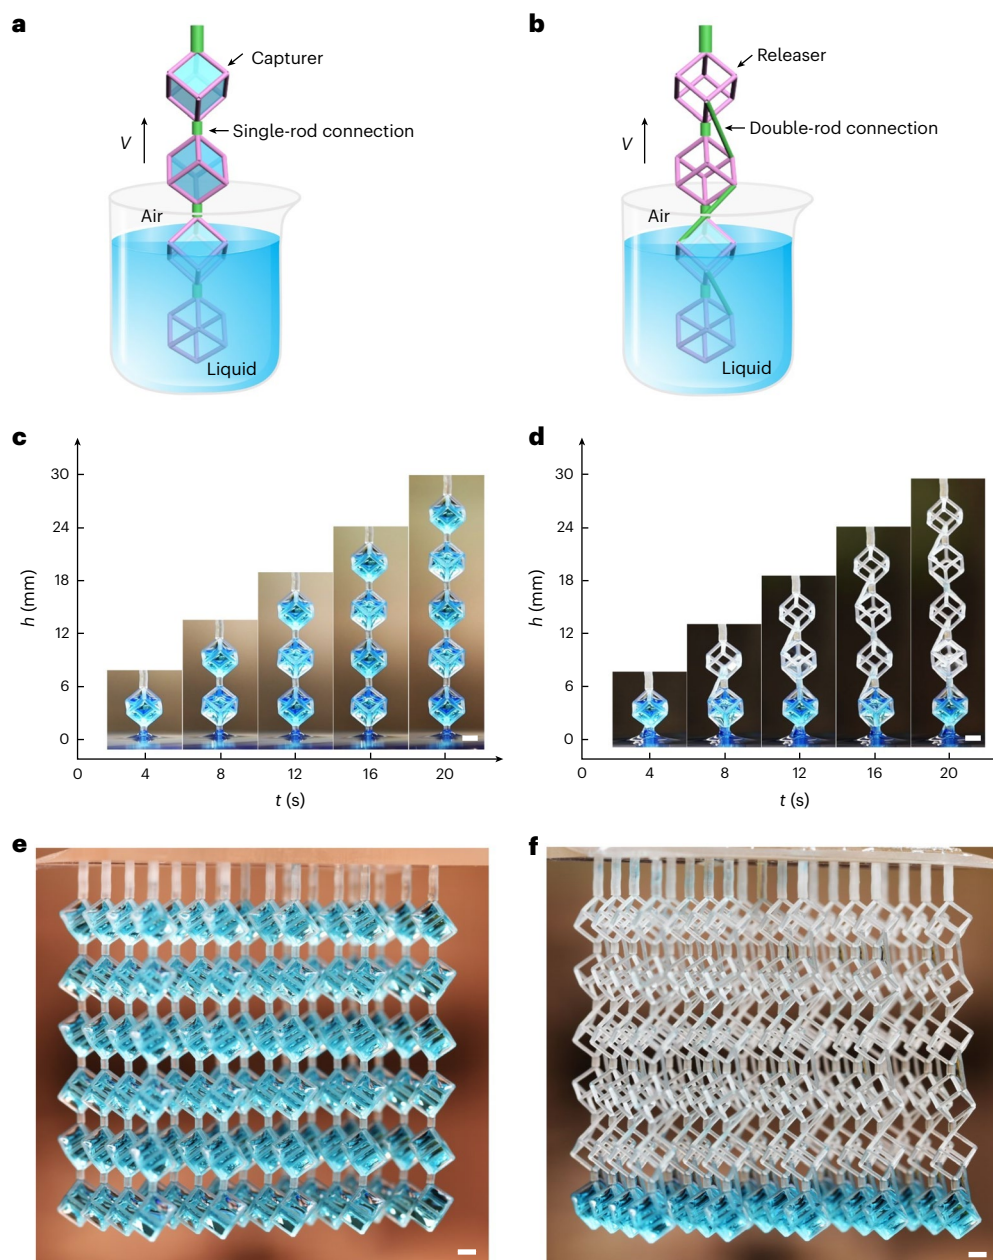 a
Capturer
Single-rod connection
V
Air
Liquid
b
Releaser
Double-rod connection
V
Air
Liquid
c
h (mm)
30
24
18
12
6
0
0 4 8 12 16 20
t (s)
d
h (mm)
30
24
18
12
6
0
0 4 8 12 16 20
t (s)
e
f